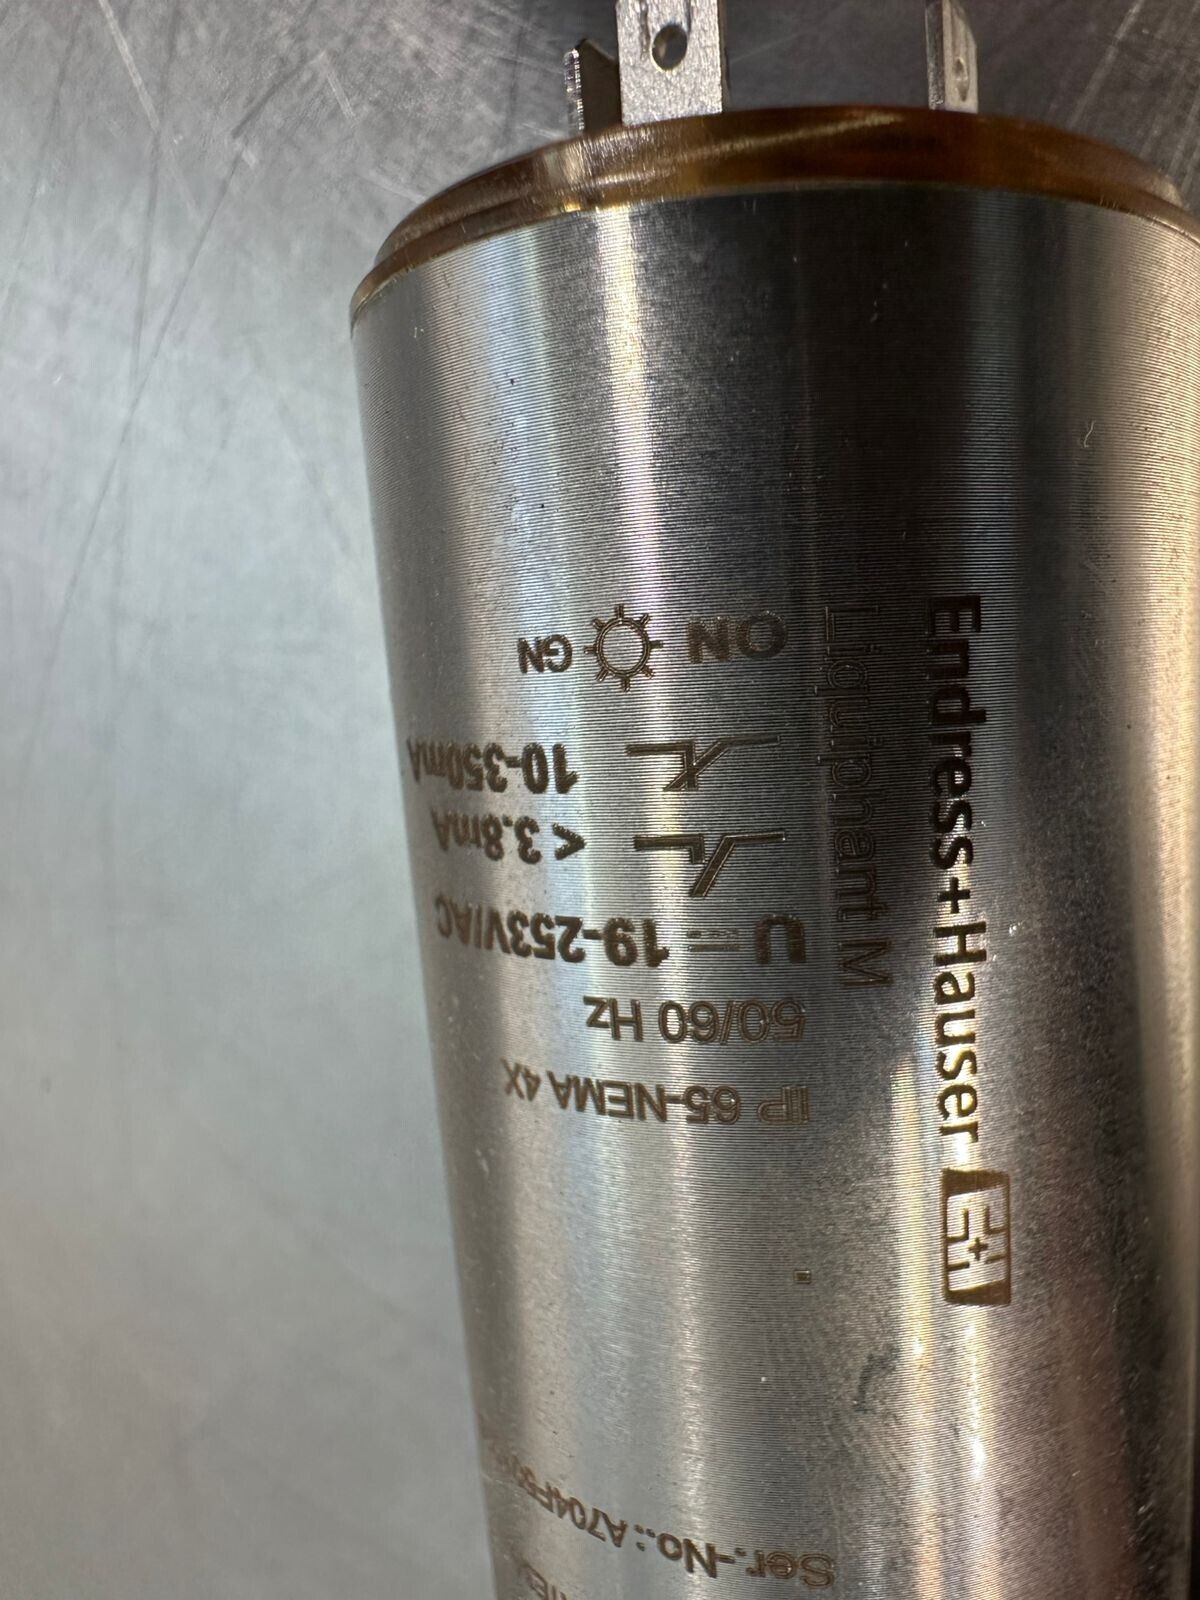 Endress+Hauser
Liquiphant M
IP 65-NEMA 4X
50/60 Hz
U = 19-253V/AC
< 3.8mA
10-350mA
ON GN
Ser.-No.: